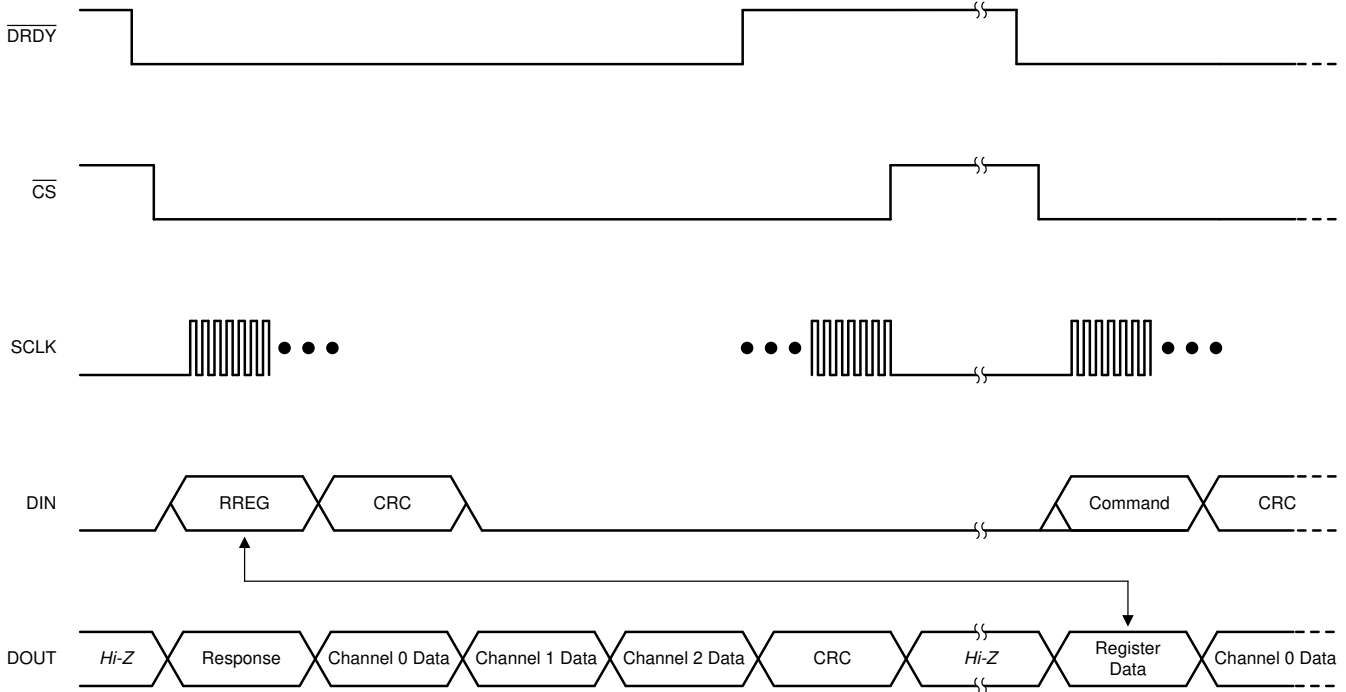 DRDY
CS
SCLK
DIN
RREG
CRC
Command
CRC
DOUT
Hi-Z
Response
Channel 0 Data
Channel 1 Data
Channel 2 Data
CRC
Hi-Z
Register
Data
Channel 0 Data